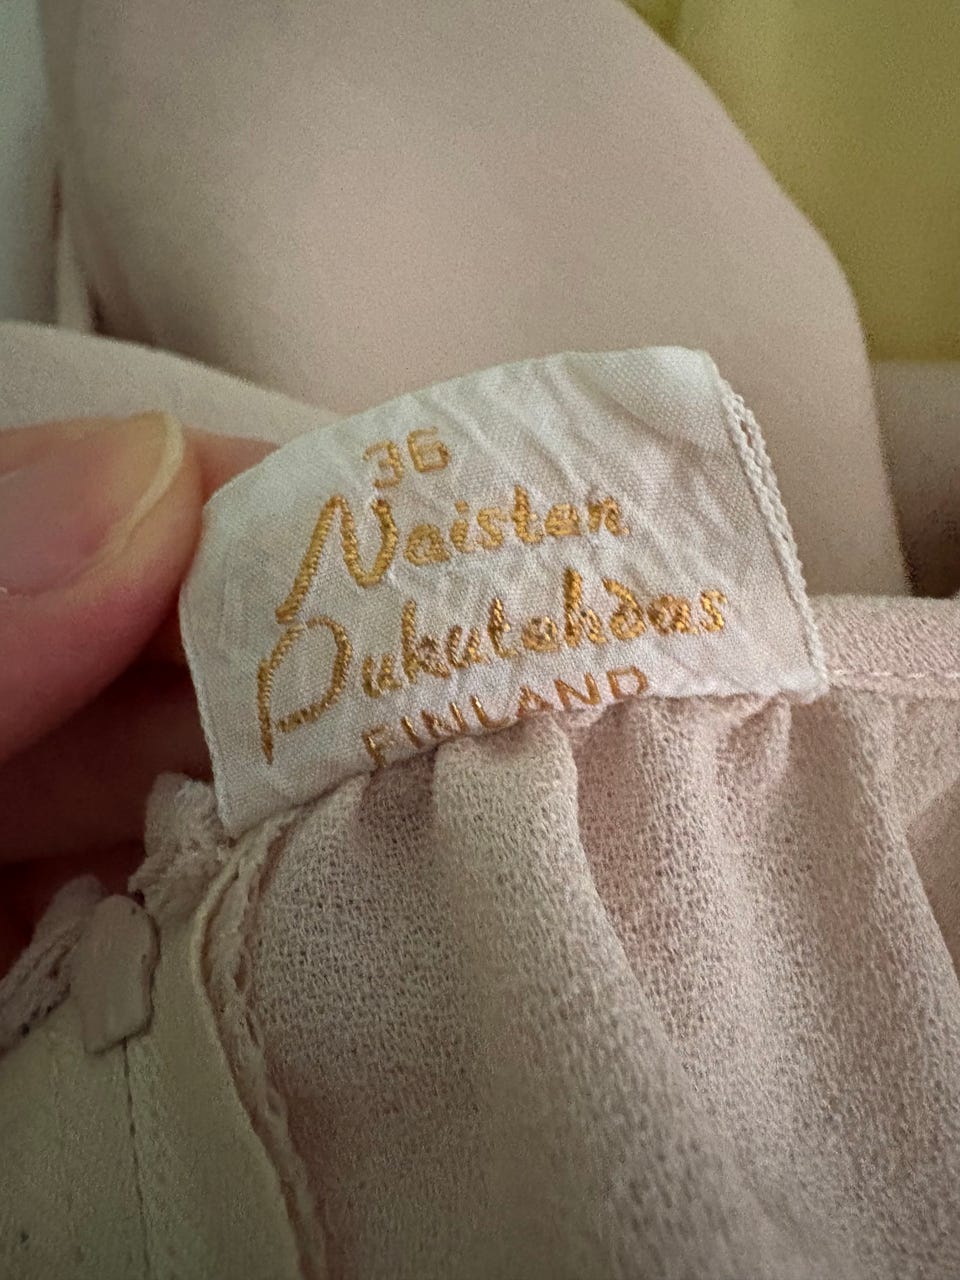 36
Naisten
Pukutehdas
FINLAND